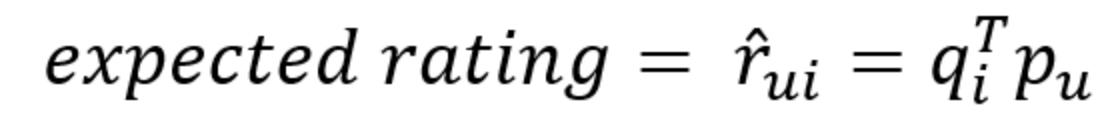 expected rating = r̂ᵤᵢ = qᵢᵀpᵤ